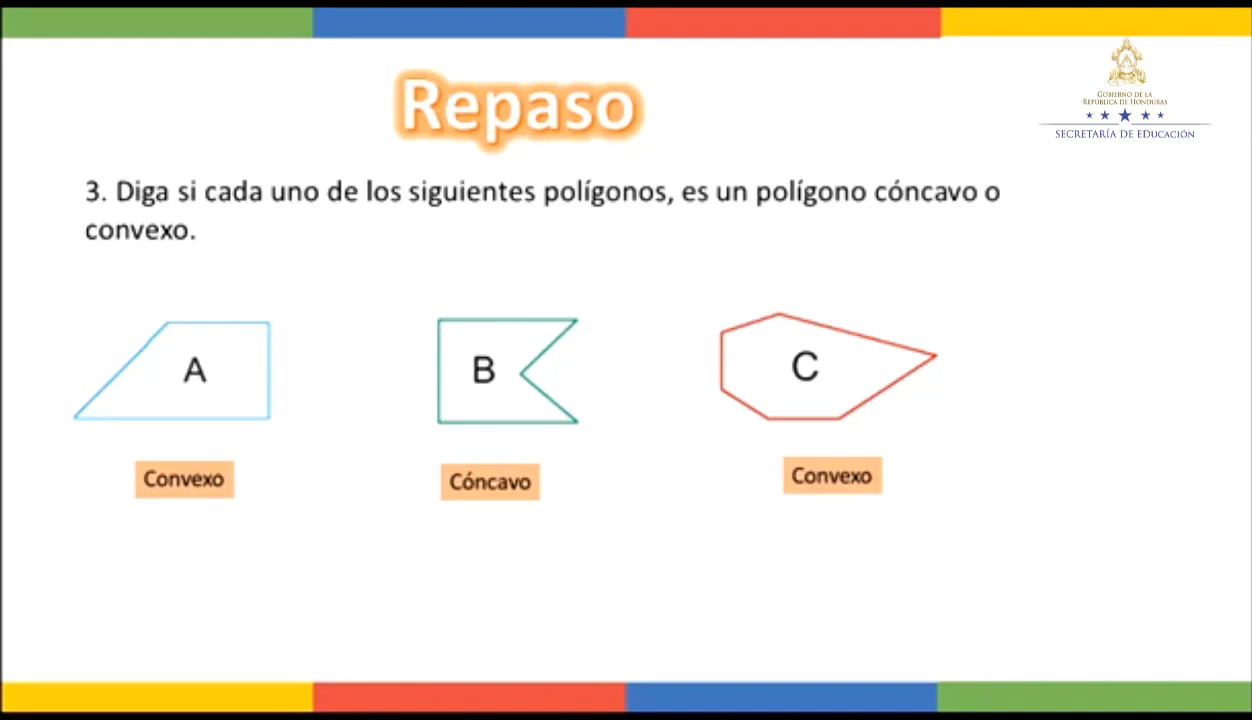 Repaso
GOBIERNO DE LA
REPÚBLICA DE HONDURAS
SECRETARÍA DE EDUCACIÓN
3. Diga si cada uno de los siguientes polígonos, es un polígono cóncavo o
convexo.
A
B
C
Convexo
Cóncavo
Convexo